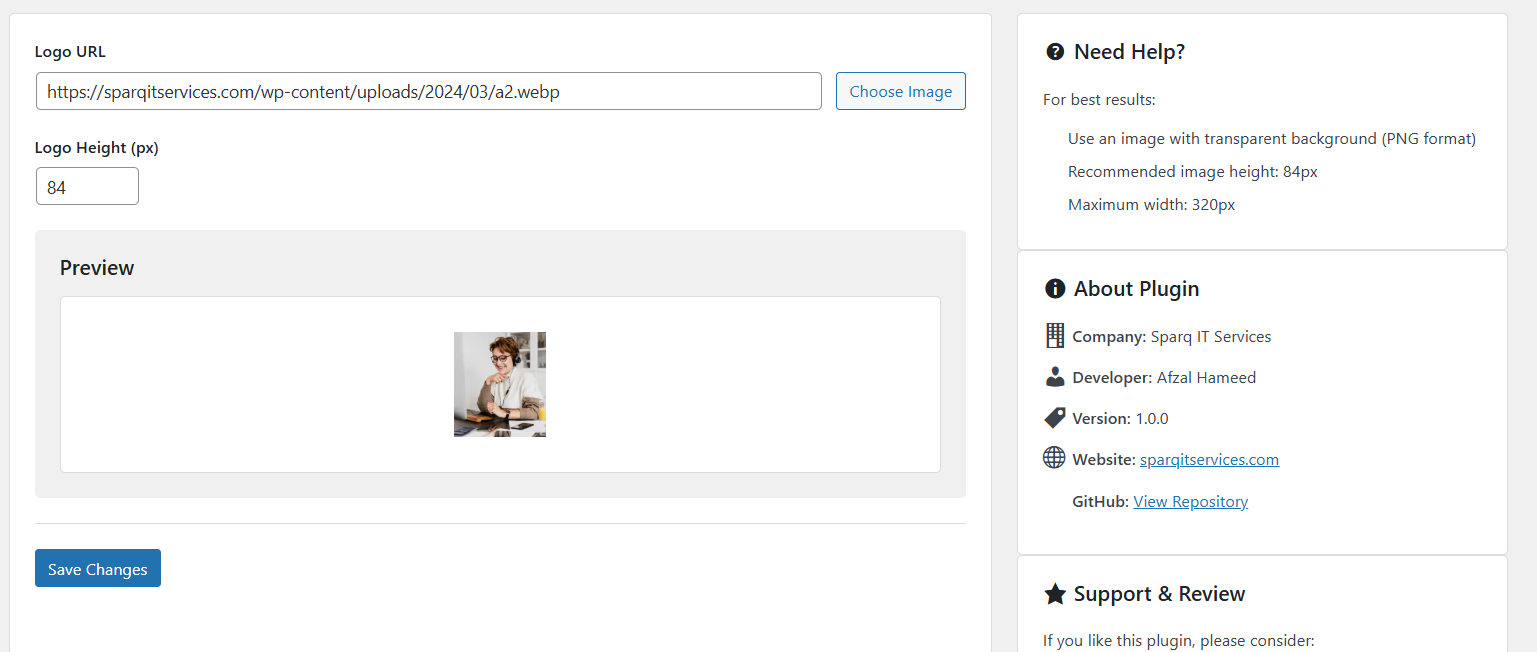 Logo URL
https://sparqitservices.com/wp-content/uploads/2024/03/a2.webp
Choose Image
Logo Height (px)
84
Preview
Save Changes
Need Help?
For best results:
Use an image with transparent background (PNG format)
Recommended image height: 84px
Maximum width: 320px
About Plugin
Company: Sparq IT Services
Developer: Afzal Hameed
Version: 1.0.0
Website: sparqitservices.com
GitHub: View Repository
Support & Review
If you like this plugin, please consider: